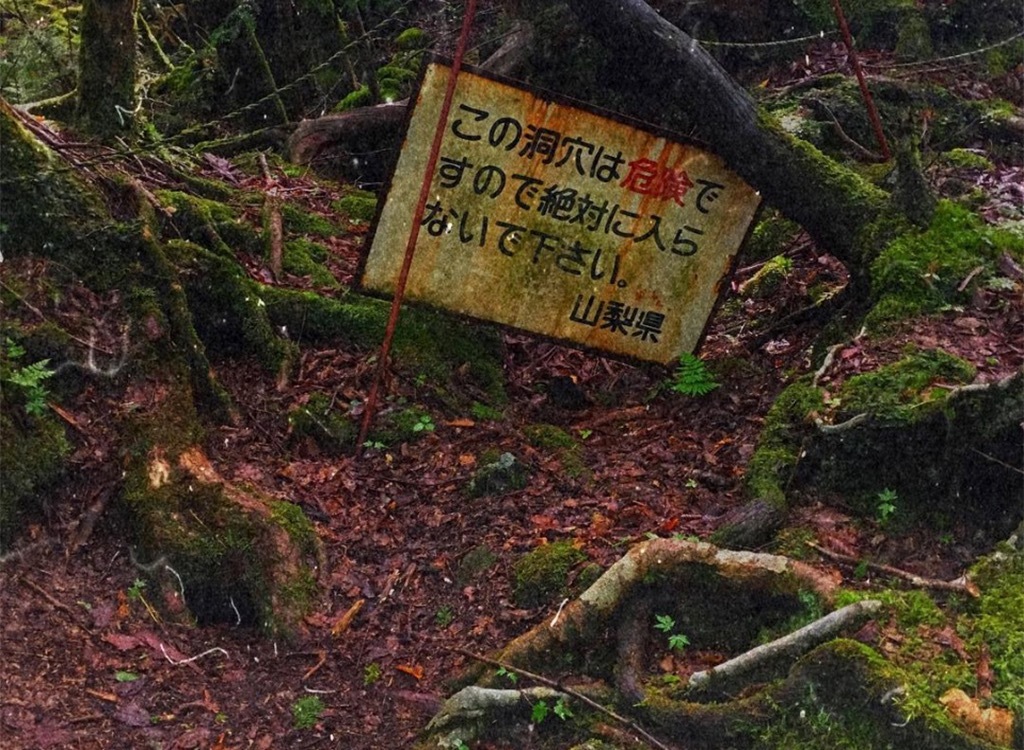 この洞穴は危険で
すので絶対に入ら
ないで下さい。
山梨県